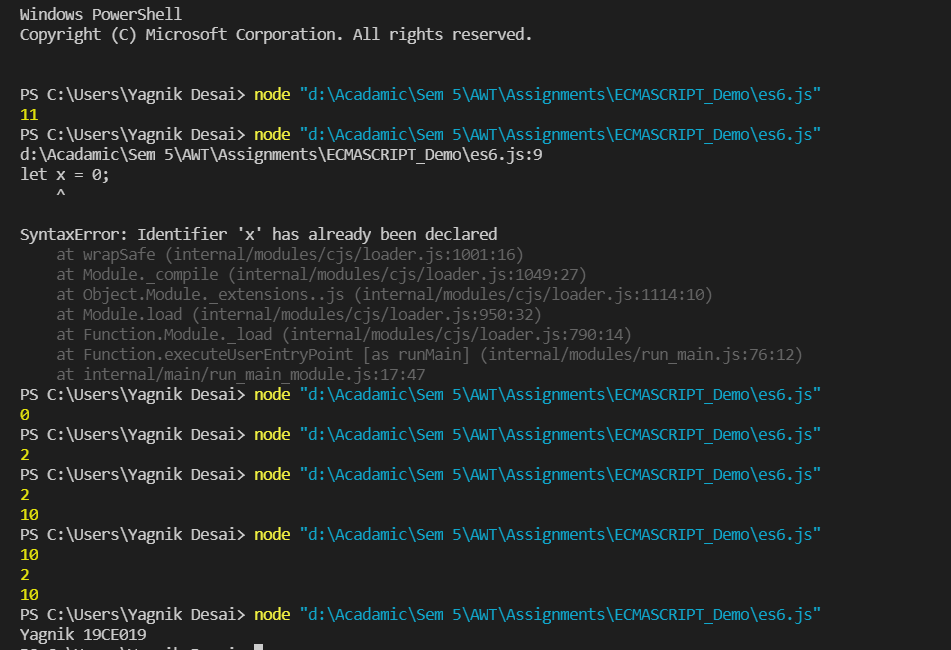 Windows PowerShell
Copyright (C) Microsoft Corporation. All rights reserved.
PS C:\Users\Yagnik Desai> node "d:\Acadamic\Sem 5\AWT\Assignments\ECMASCRIPT_Demo\es6.js"
11
PS C:\Users\Yagnik Desai> node "d:\Acadamic\Sem 5\AWT\Assignments\ECMASCRIPT_Demo\es6.js"
d:\Acadamic\Sem 5\AWT\Assignments\ECMASCRIPT_Demo\es6.js:9
let x = 0;
    ^
SyntaxError: Identifier 'x' has already been declared
    at wrapSafe (internal/modules/cjs/loader.js:1001:16)
    at Module._compile (internal/modules/cjs/loader.js:1049:27)
    at Object.Module._extensions..js (internal/modules/cjs/loader.js:1114:10)
    at Module.load (internal/modules/cjs/loader.js:950:32)
    at Function.Module._load (internal/modules/cjs/loader.js:790:14)
    at Function.executeUserEntryPoint [as runMain] (internal/modules/run_main.js:76:12)
    at internal/main/run_main_module.js:17:47
PS C:\Users\Yagnik Desai> node "d:\Acadamic\Sem 5\AWT\Assignments\ECMASCRIPT_Demo\es6.js"
0
PS C:\Users\Yagnik Desai> node "d:\Acadamic\Sem 5\AWT\Assignments\ECMASCRIPT_Demo\es6.js"
2
PS C:\Users\Yagnik Desai> node "d:\Acadamic\Sem 5\AWT\Assignments\ECMASCRIPT_Demo\es6.js"
2
10
PS C:\Users\Yagnik Desai> node "d:\Acadamic\Sem 5\AWT\Assignments\ECMASCRIPT_Demo\es6.js"
10
2
10
PS C:\Users\Yagnik Desai> node "d:\Acadamic\Sem 5\AWT\Assignments\ECMASCRIPT_Demo\es6.js"
Yagnik 19CE019